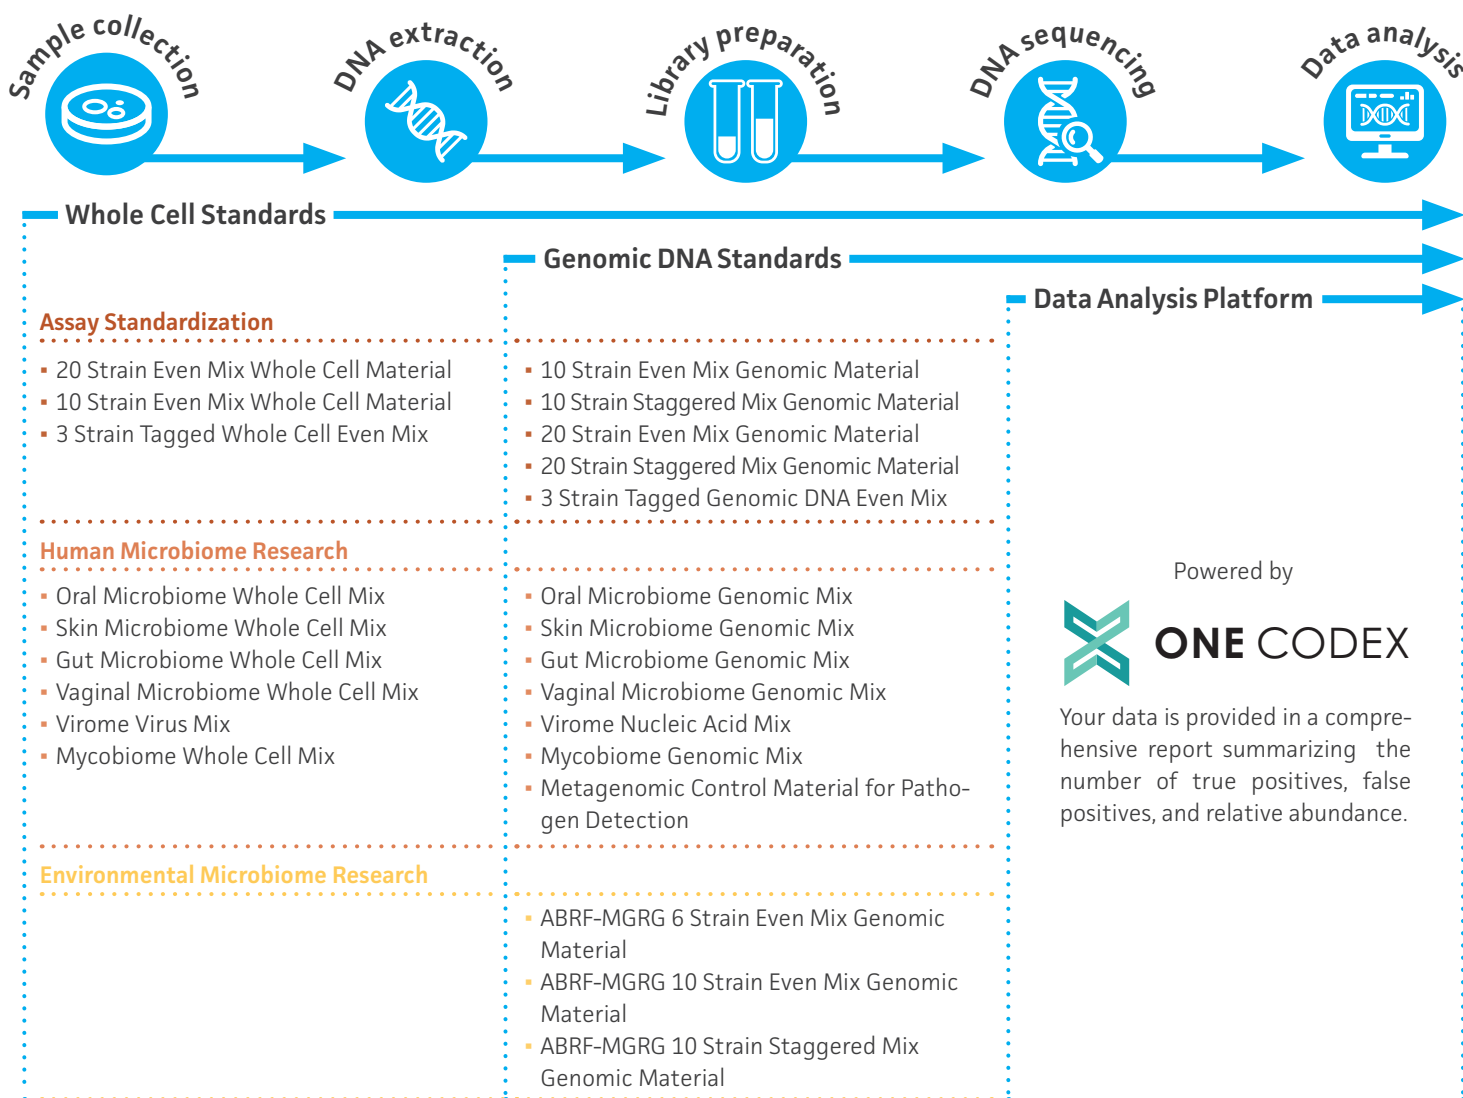 Sample collection
DNA extraction
Library preparation
DNA sequencing
Data analysis
Whole Cell Standards
Genomic DNA Standards
Data Analysis Platform
Assay Standardization
▪ 20 Strain Even Mix Whole Cell Material
▪ 10 Strain Even Mix Whole Cell Material
▪ 3 Strain Tagged Whole Cell Even Mix
▪ 10 Strain Even Mix Genomic Material
▪ 10 Strain Staggered Mix Genomic Material
▪ 20 Strain Even Mix Genomic Material
▪ 20 Strain Staggered Mix Genomic Material
▪ 3 Strain Tagged Genomic DNA Even Mix
Human Microbiome Research
▪ Oral Microbiome Whole Cell Mix
▪ Skin Microbiome Whole Cell Mix
▪ Gut Microbiome Whole Cell Mix
▪ Vaginal Microbiome Whole Cell Mix
▪ Virome Virus Mix
▪ Mycobiome Whole Cell Mix
▪ Oral Microbiome Genomic Mix
▪ Skin Microbiome Genomic Mix
▪ Gut Microbiome Genomic Mix
▪ Vaginal Microbiome Genomic Mix
▪ Virome Nucleic Acid Mix
▪ Mycobiome Genomic Mix
▪ Metagenomic Control Material for Patho-
gen Detection
Environmental Microbiome Research
▪ ABRF-MGRG 6 Strain Even Mix Genomic
Material
▪ ABRF-MGRG 10 Strain Even Mix Genomic
Material
▪ ABRF-MGRG 10 Strain Staggered Mix
Genomic Material
Powered by
ONE CODEX
Your data is provided in a compre-
hensive report summarizing the
number of true positives, false
positives, and relative abundance.